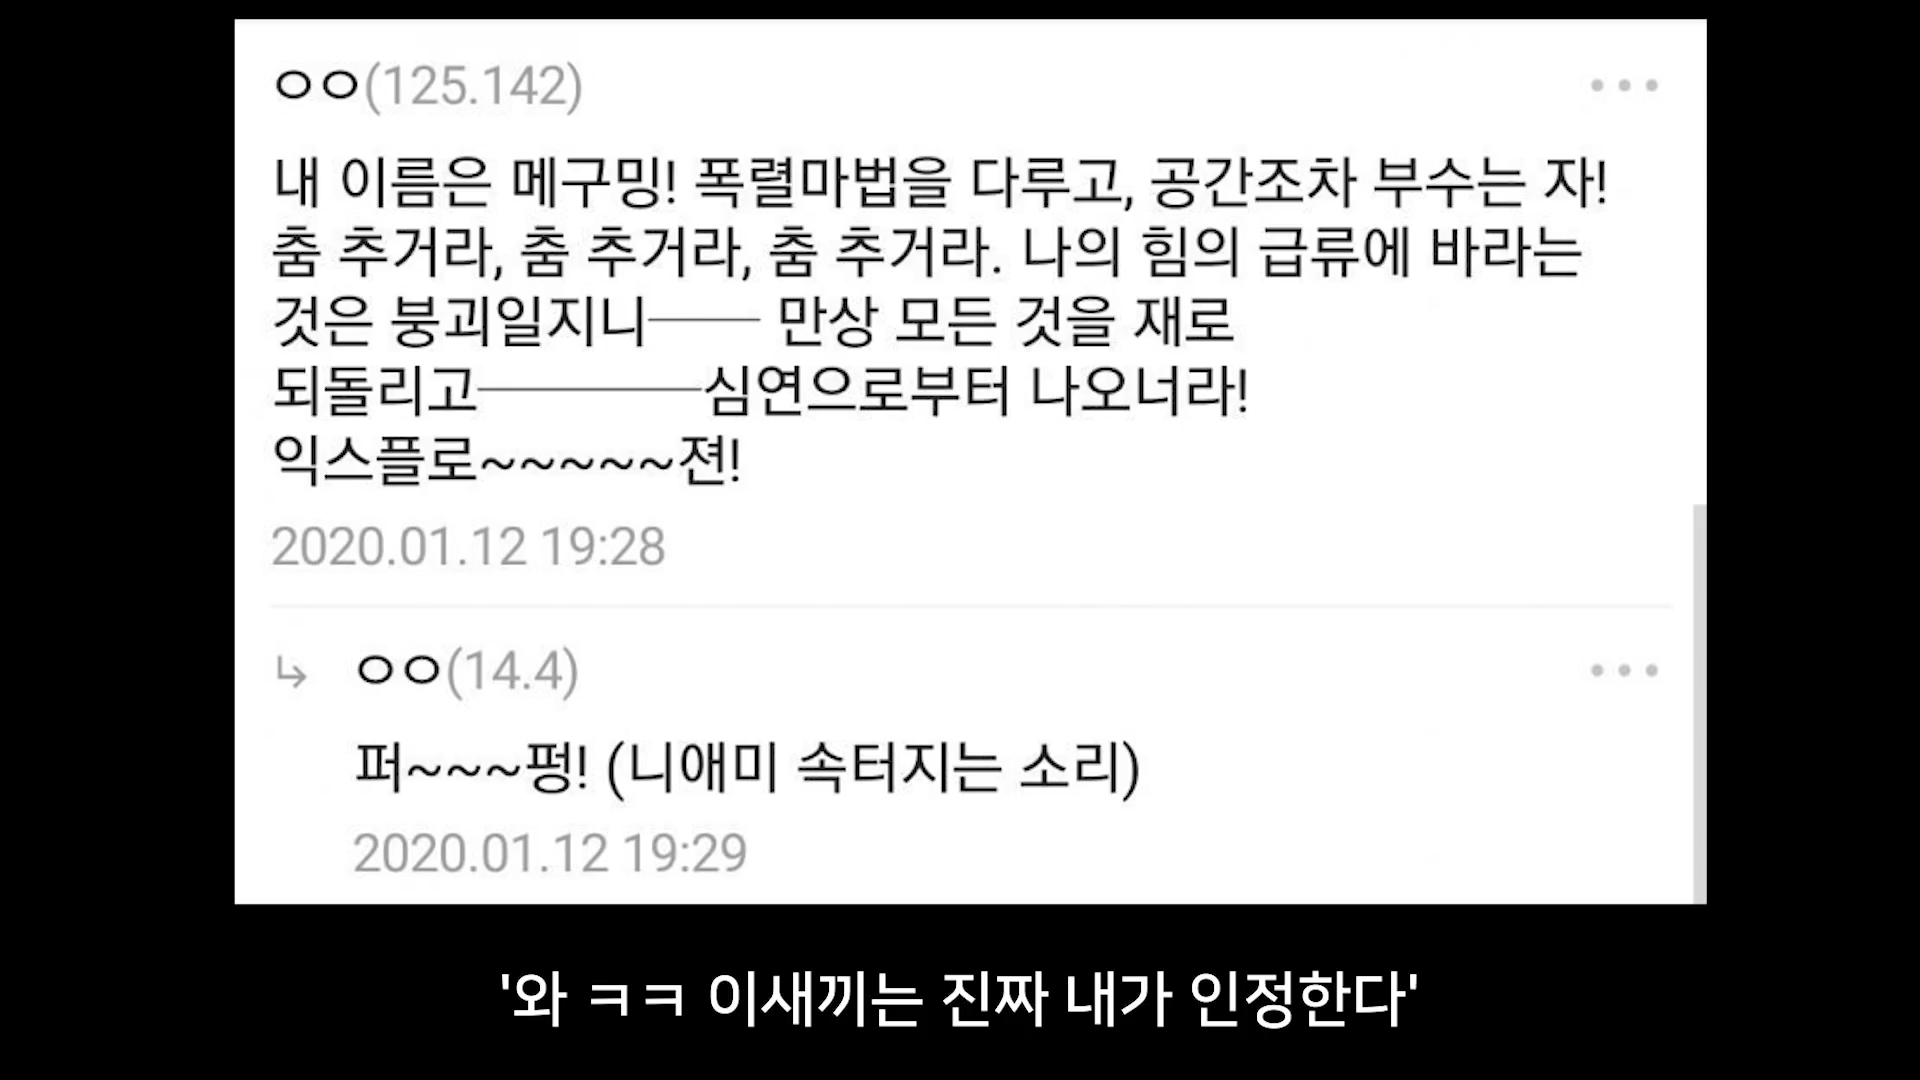 ㅇㅇ(125.142)
내 이름은 메구밍! 폭렬마법을 다루고, 공간조차 부수는 자!
춤 추거라, 춤 추거라, 춤 추거라. 나의 힘의 급류에 바라는
것은 붕괴일지니── 만상 모든 것을 재로
되돌리고────심연으로부터 나오너라!
익스플로~~~~~젼!
2020.01.12 19:28
ㅇㅇ(14.4)
퍼~~~펑! (니애미 속터지는 소리)
2020.01.12 19:29
'와 ㅋㅋ 이새끼는 진짜 내가 인정한다'